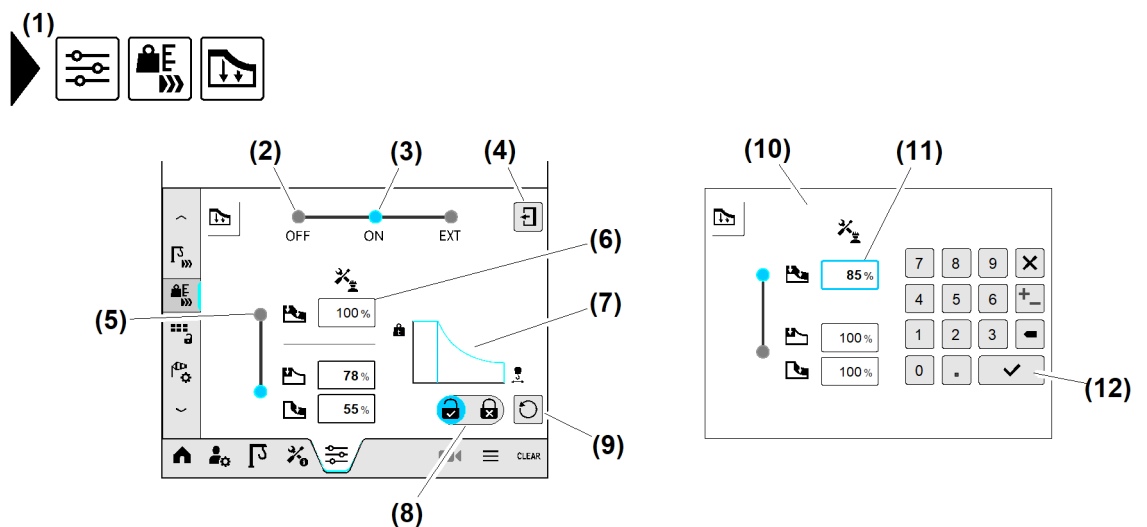 (1)
E
(2)
(3)
(4)
OFF
ON
EXT
E
(5)
(6)
100 %
(7)
78 %
55 %
(8)
(9)
CLEAR
(10)
(11)
85 %
100 %
100 %
7 8 9
4 5 6
1 2 3
0 .
(12)